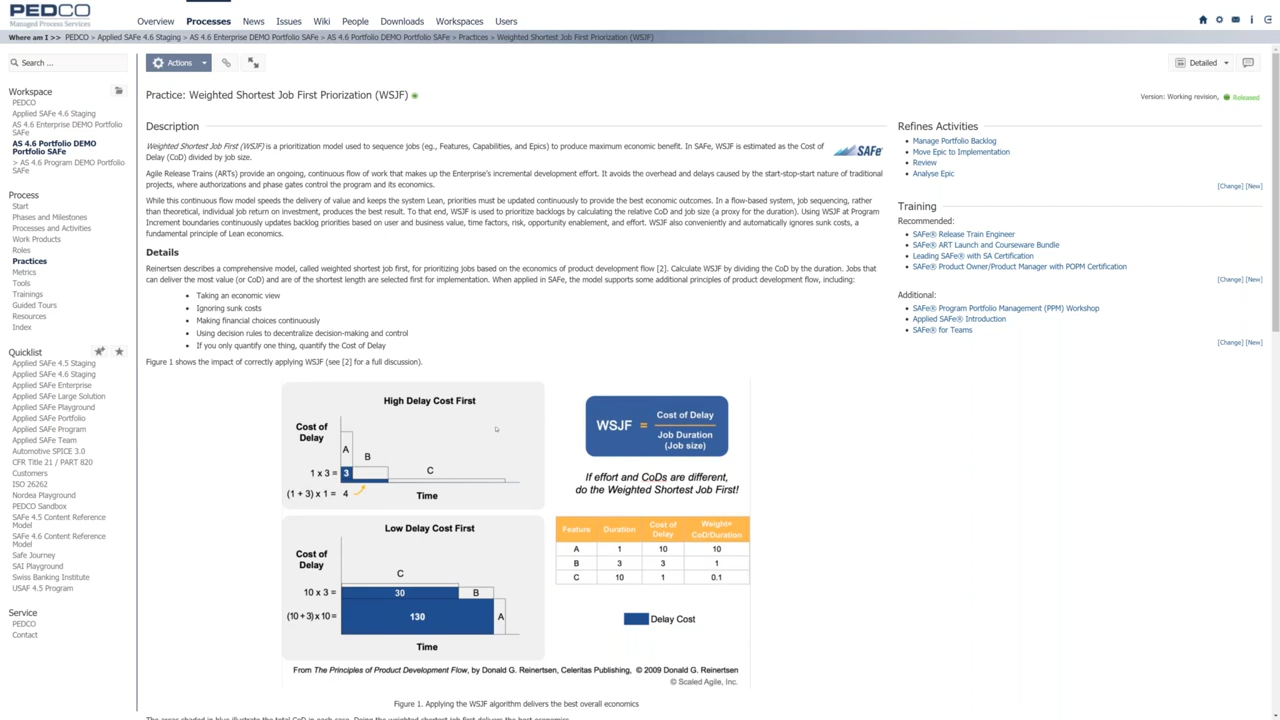 PEDCO
Managed Process Services
Overview Processes News Issues Wiki People Downloads Workspaces Users
Where am I >> PEDCO > Applied SAFe 4.6 Staging > AS 4.6 Enterprise DEMO Portfolio SAFe > AS 4.6 Portfolio DEMO Portfolio SAFe > Practices > Weighted Shortest Job First Priorization (WSJF)
Search ...
Workspace
PEDCO
Applied SAFe 4.6 Staging
AS 4.6 Enterprise DEMO Portfolio
SAFe
AS 4.6 Portfolio DEMO
Portfolio SAFe
> AS 4.6 Program DEMO Portfolio
SAFe
Process
Start
Phases and Milestones
Processes and Activities
Work Products
Roles
Practices
Metrics
Tools
Trainings
Guided Tours
Resources
Index
Quicklist
Applied SAFe 4.5 Staging
Applied SAFe 4.6 Staging
Applied SAFe Enterprise
Applied SAFe Large Solution
Applied SAFe Playground
Applied SAFe Portfolio
Applied SAFe Program
Applied SAFe Team
Automotive SPICE 3.0
CFR Title 21 / PART 820
Customers
ISO 26262
Nordea Playground
PEDCO Sandbox
SAFe 4.5 Content Reference
Model
SAFe 4.6 Content Reference
Model
Safe Journey
SAI Playground
Swiss Banking Institute
USAF 4.5 Program
Service
PEDCO
Contact
Actions
Detailed
Practice: Weighted Shortest Job First Priorization (WSJF)
Version: Working revision, Released
Description
Weighted Shortest Job First (WSJF) is a prioritization model used to sequence jobs (eg., Features, Capabilities, and Epics) to produce maximum economic benefit. In SAFe, WSJF is estimated as the Cost of
Delay (CoD) divided by job size.
SAFe
Agile Release Trains (ARTs) provide an ongoing, continuous flow of work that makes up the Enterprise's incremental development effort. It avoids the overhead and delays caused by the start-stop-start nature of traditional
projects, where authorizations and phase gates control the program and its economics.
While this continuous flow model speeds the delivery of value and keeps the system Lean, priorities must be updated continuously to provide the best economic outcomes. In a flow-based system, job sequencing, rather
than theoretical, individual job return on investment, produces the best result. To that end, WSJF is used to prioritize backlogs by calculating the relative CoD and job size (a proxy for the duration). Using WSJF at Program
Increment boundaries continuously updates backlog priorities based on user and business value, time factors, risk, opportunity enablement, and effort. WSJF also conveniently and automatically ignores sunk costs, a
fundamental principle of Lean economics.
Details
Reinertsen describes a comprehensive model, called weighted shortest job first, for prioritizing jobs based on the economics of product development flow [2]. Calculate WSJF by dividing the CoD by the duration. Jobs that
can deliver the most value (or CoD) and are of the shortest length are selected first for implementation. When applied in SAFe, the model supports some additional principles of product development flow, including:
Taking an economic view
Ignoring sunk costs
Making financial choices continuously
Using decision rules to decentralize decision-making and control
If you only quantify one thing, quantify the Cost of Delay
Figure 1 shows the impact of correctly applying WSJF (see [2] for a full discussion).
High Delay Cost First
Cost of
Delay
A
B
C
1 x 3 = 3
(1 + 3) x 1 = 4
Time
WSJF = Cost of Delay
Job Duration
(Job size)
If effort and CoDs are different,
do the Weighted Shortest Job First!
Low Delay Cost First
Cost of
Delay
C
10 x 3 = 30 B
(10 + 3) x 10 = 130 A
Time
Feature Duration Cost of Delay Weight= CoD/Duration
A 1 10 10
B 3 3 1
C 10 1 0.1
Delay Cost
From The Principles of Product Development Flow, by Donald G. Reinertsen, Celeritas Publishing, © 2009 Donald G. Reinertsen
© Scaled Agile, Inc.
Figure 1. Applying the WSJF algorithm delivers the best overall economics
The areas shaded in blue illustrate the total CoD in each case. Doing the weighted shortest job first delivers the best economics.
Refines Activities
Manage Portfolio Backlog
Move Epic to Implementation
Review
Analyse Epic
[Change] [New]
Training
Recommended:
SAFe® Release Train Engineer
SAFe® ART Launch and Courseware Bundle
Leading SAFe® with SA Certification
SAFe® Product Owner/Product Manager with POPM Certification
[Change] [New]
Additional:
SAFe® Program Portfolio Management (PPM) Workshop
Applied SAFe® Introduction
SAFe® for Teams
[Change] [New]